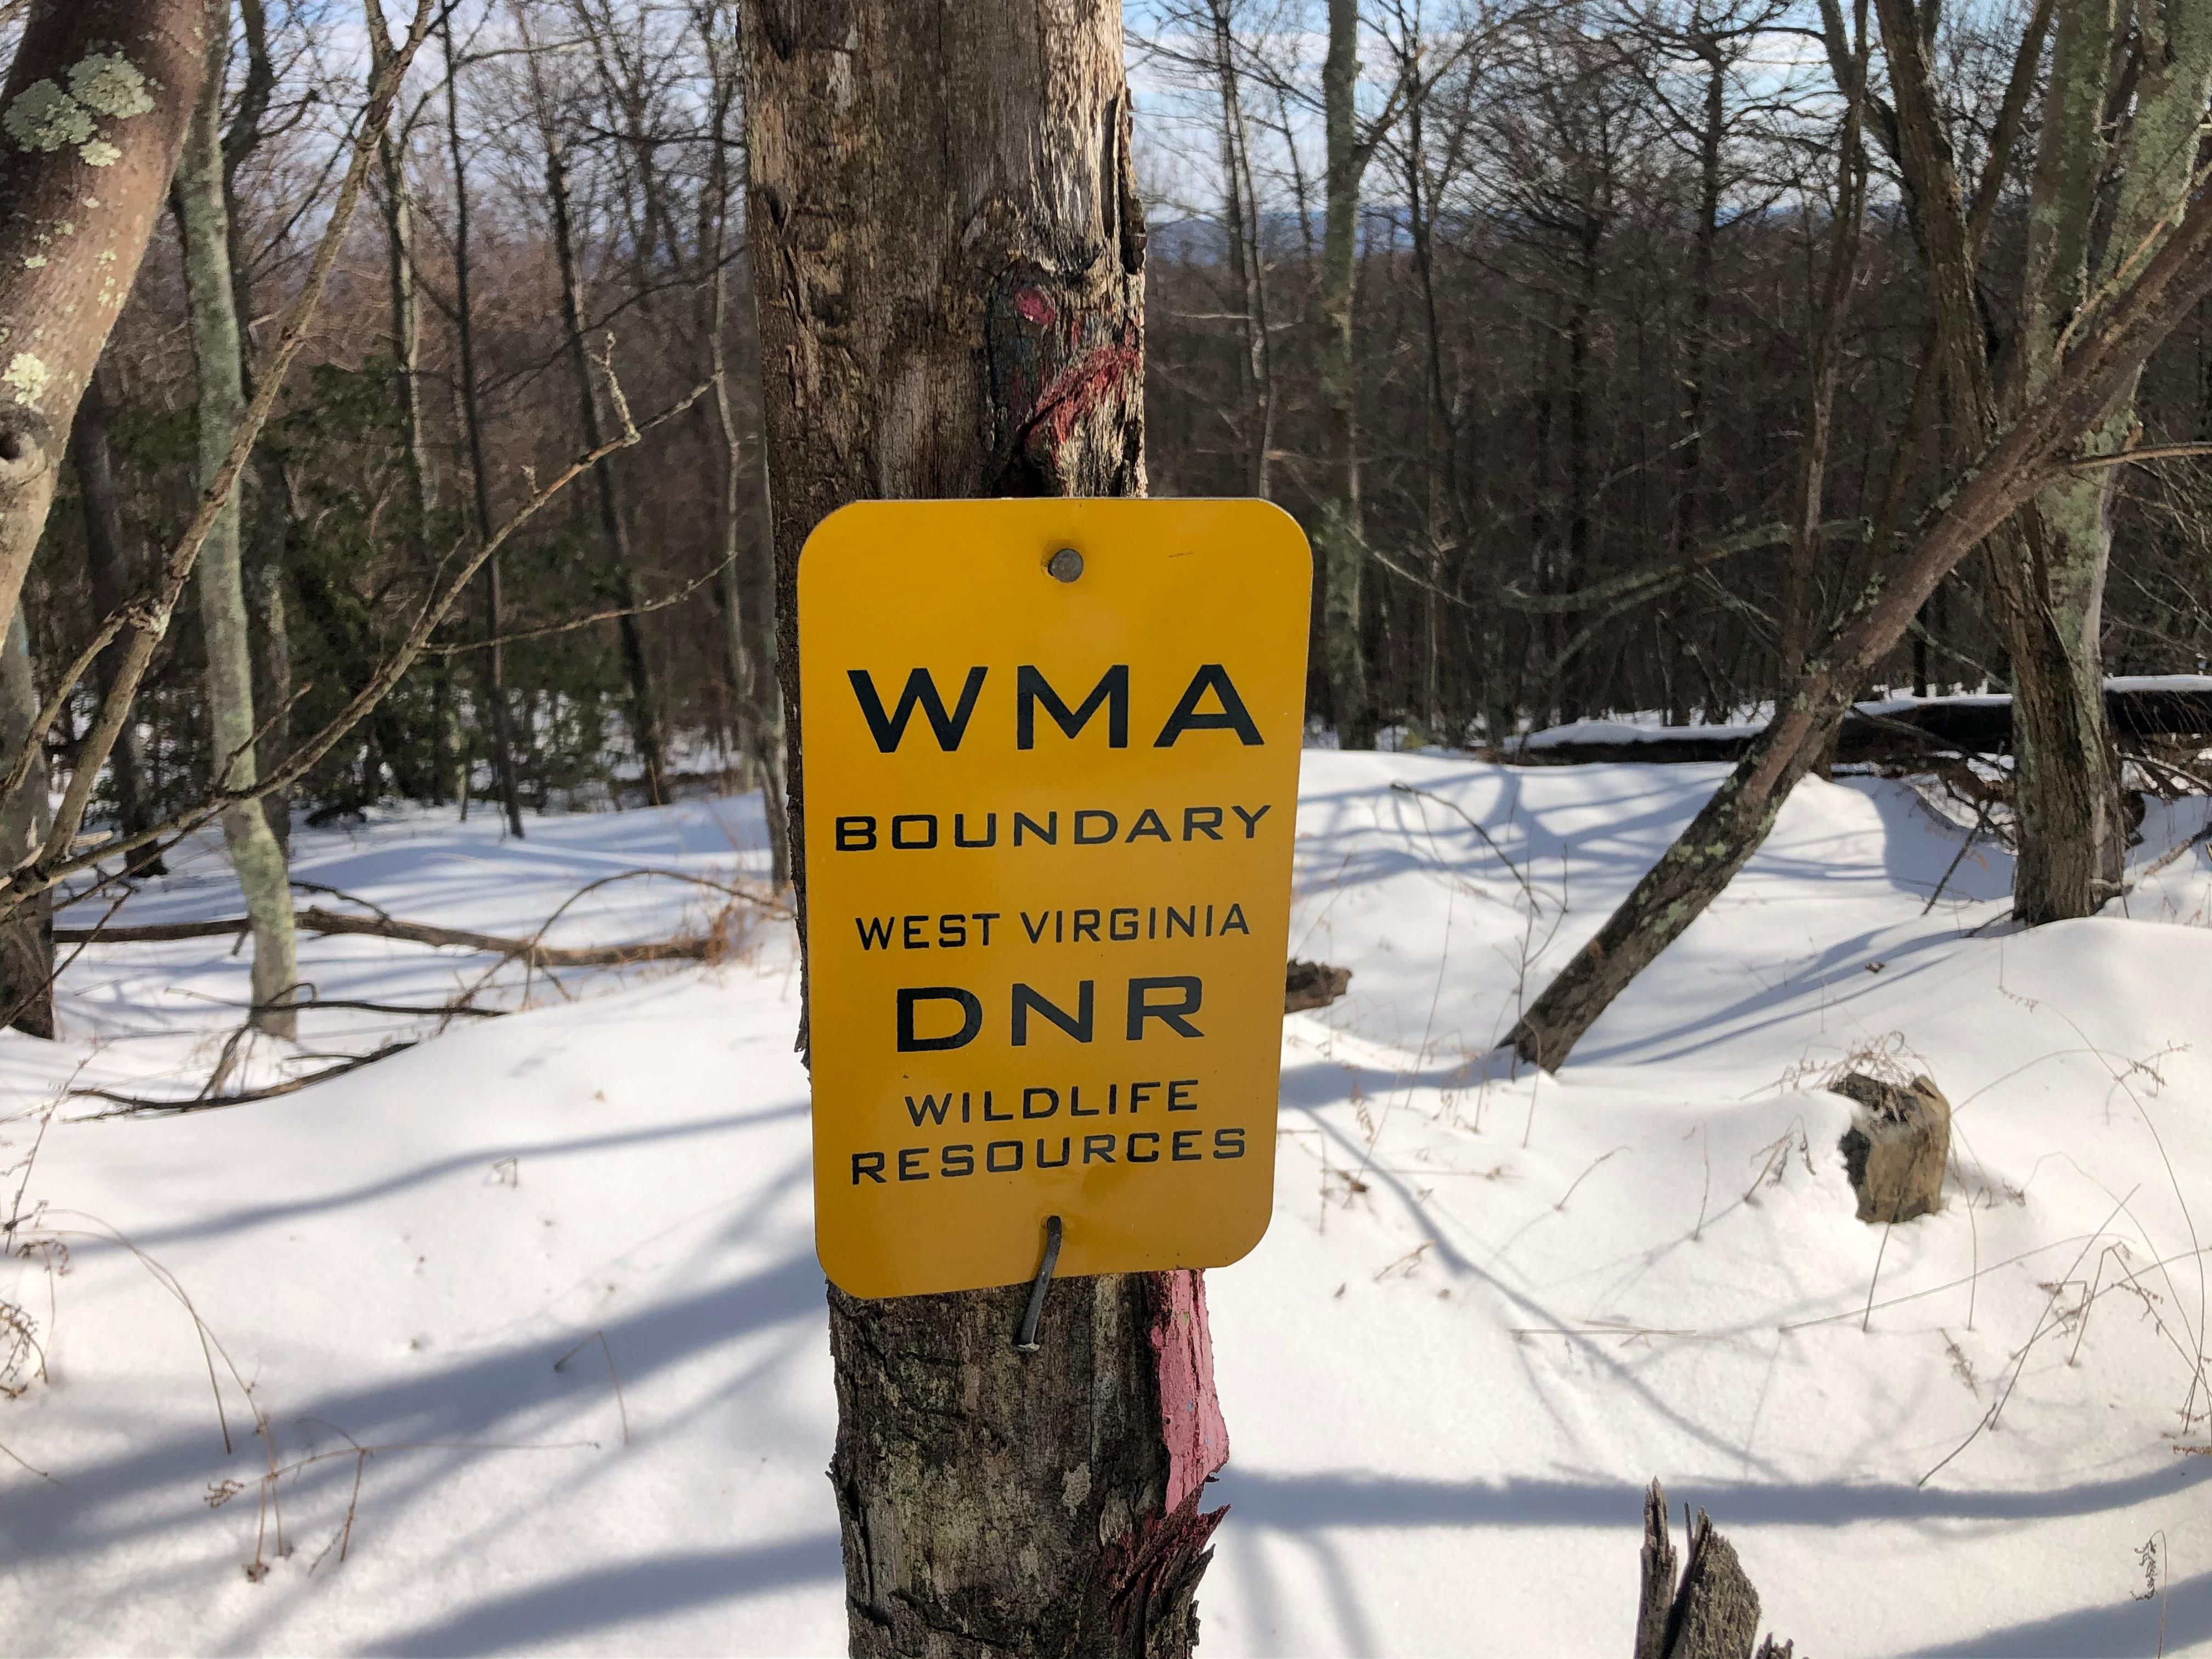 WMA
BOUNDARY
WEST VIRGINIA
DNR
WILDLIFE
RESOURCES